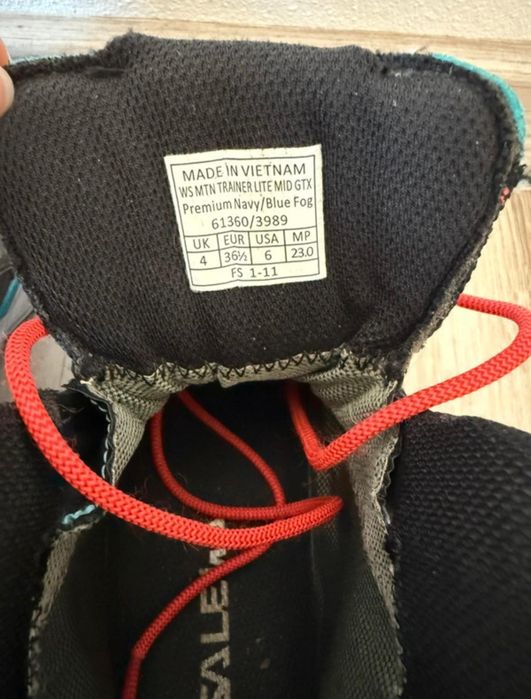 MADE IN VIETNAM
WS MTN TRAINER LITE MID GTX
Premium Navy/Blue Fog
61360/3989
UK EUR USA MP
4 36½ 6 23.0
FS 1-11
SALEWA